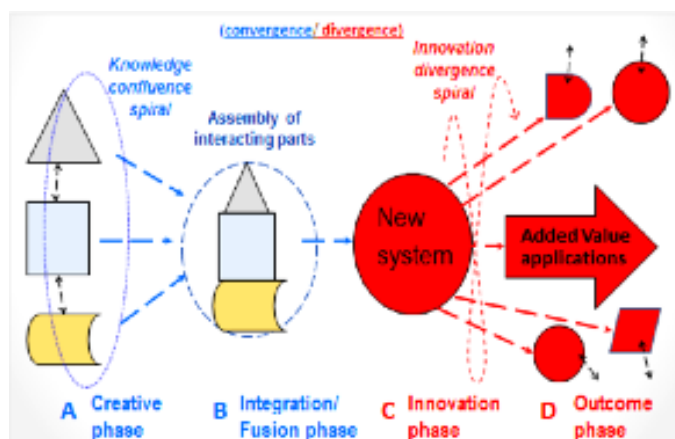 (convergence/ divergence)
Knowledge
confluence
spiral
Innovation
divergence
spiral
Assembly of
interacting parts
New
system
Added Value
applications
A Creative
phase
B Integration/
Fusion phase
C Innovation
phase
D Outcome
phase